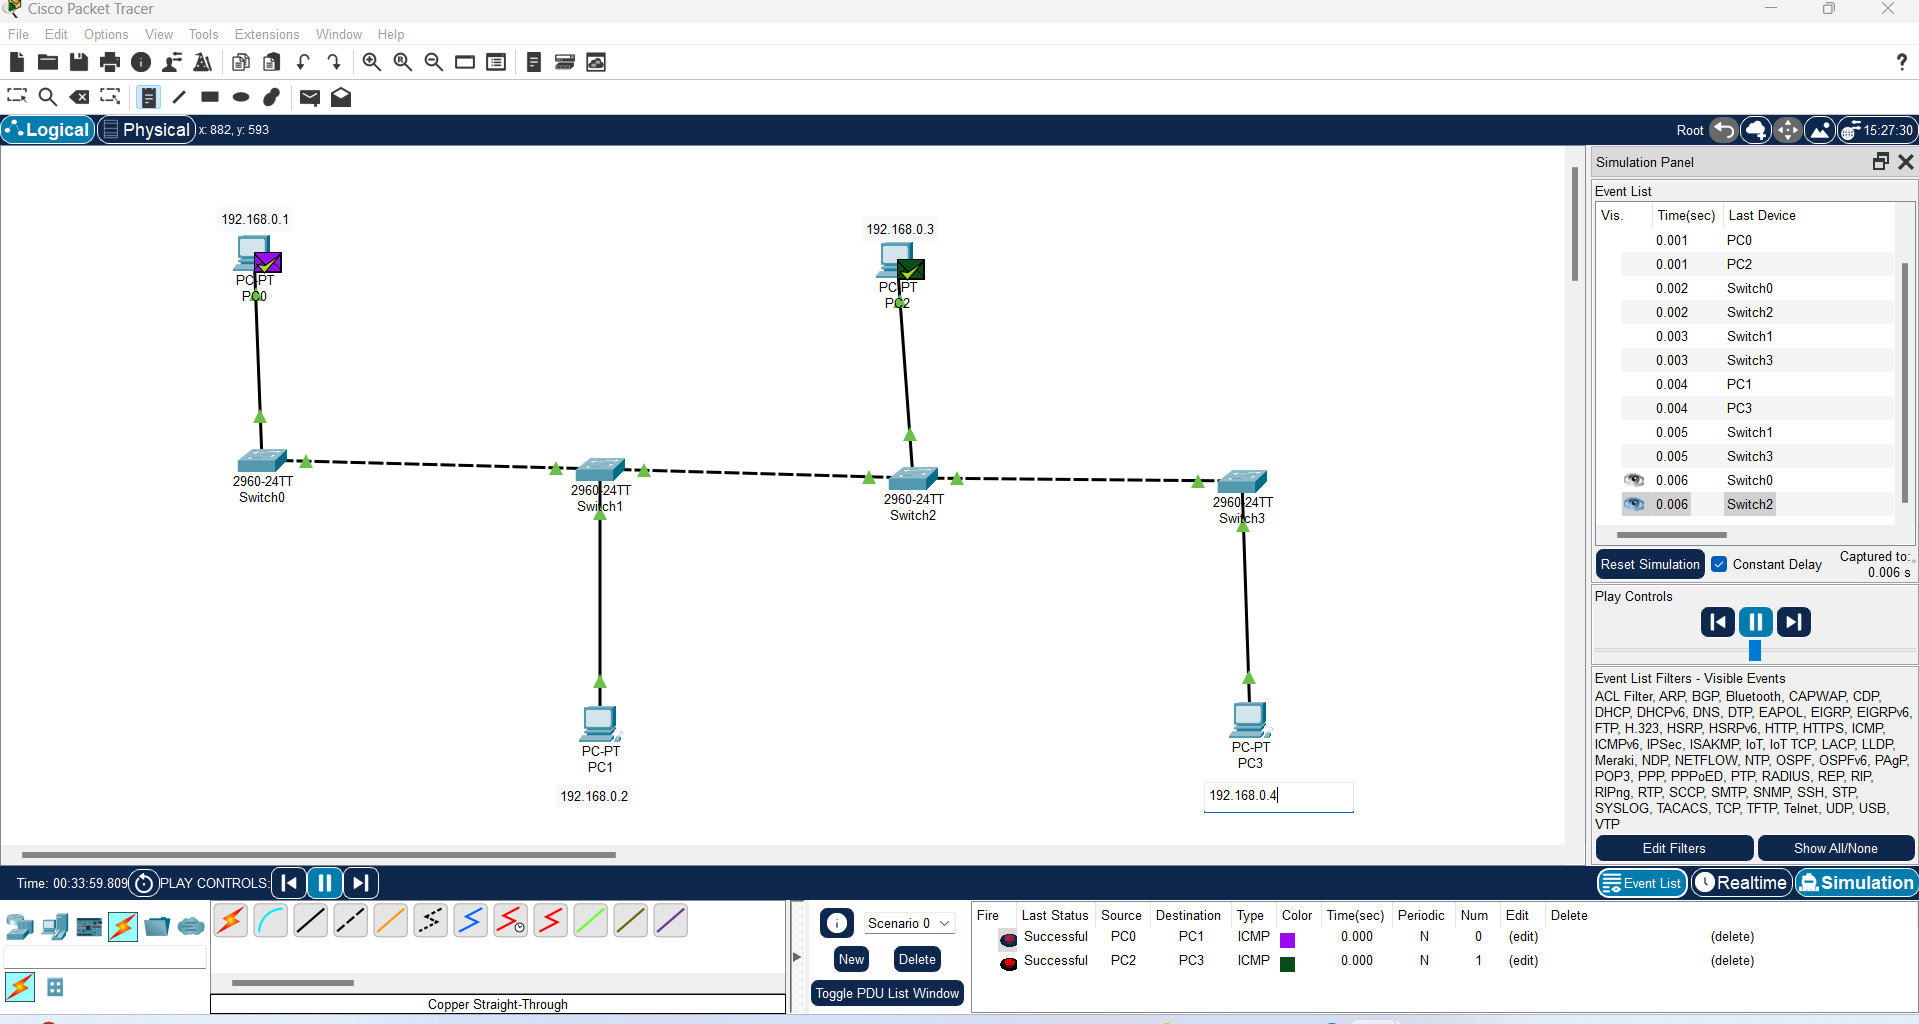 Cisco Packet Tracer
File Edit Options View Tools Extensions Window Help
Logical Physical x: 882, y: 593 Root 15:27:30
192.168.0.1
PC-PT
PC0
192.168.0.3
PC-PT
PC2
2960-24TT
Switch0
2960-24TT
Switch1
2960-24TT
Switch2
2960-24TT
Switch3
PC-PT
PC1
192.168.0.2
PC-PT
PC3
192.168.0.4
Simulation Panel
Event List
Vis. Time(sec) Last Device
0.001 PC0
0.001 PC2
0.002 Switch0
0.002 Switch2
0.003 Switch1
0.003 Switch3
0.004 PC1
0.004 PC3
0.005 Switch1
0.005 Switch3
0.006 Switch0
0.006 Switch2
Reset Simulation Constant Delay Captured to:
0.006 s
Play Controls
Event List Filters - Visible Events
ACL Filter, ARP, BGP, Bluetooth, CAPWAP, CDP,
DHCP, DHCPv6, DNS, DTP, EAPOL, EIGRP, EIGRPv6,
FTP, H.323, HSRP, HSRPv6, HTTP, HTTPS, ICMP,
ICMPv6, IPSec, ISAKMP, IoT, IoT TCP, LACP, LLDP,
Meraki, NDP, NETFLOW, NTP, OSPF, OSPFv6, PAgP,
POP3, PPP, PPPoED, PTP, RADIUS, REP, RIP,
RIPng, RTP, SCCP, SMTP, SNMP, SSH, STP,
SYSLOG, TACACS, TCP, TFTP, Telnet, UDP, USB,
VTP
Edit Filters Show All/None
Time: 00:33:59.809 PLAY CONTROLS: Event List Realtime Simulation
Copper Straight-Through
Scenario 0
New Delete
Toggle PDU List Window
Fire Last Status Source Destination Type Color Time(sec) Periodic Num Edit Delete
Successful PC0 PC1 ICMP 0.000 N 0 (edit) (delete)
Successful PC2 PC3 ICMP 0.000 N 1 (edit) (delete)